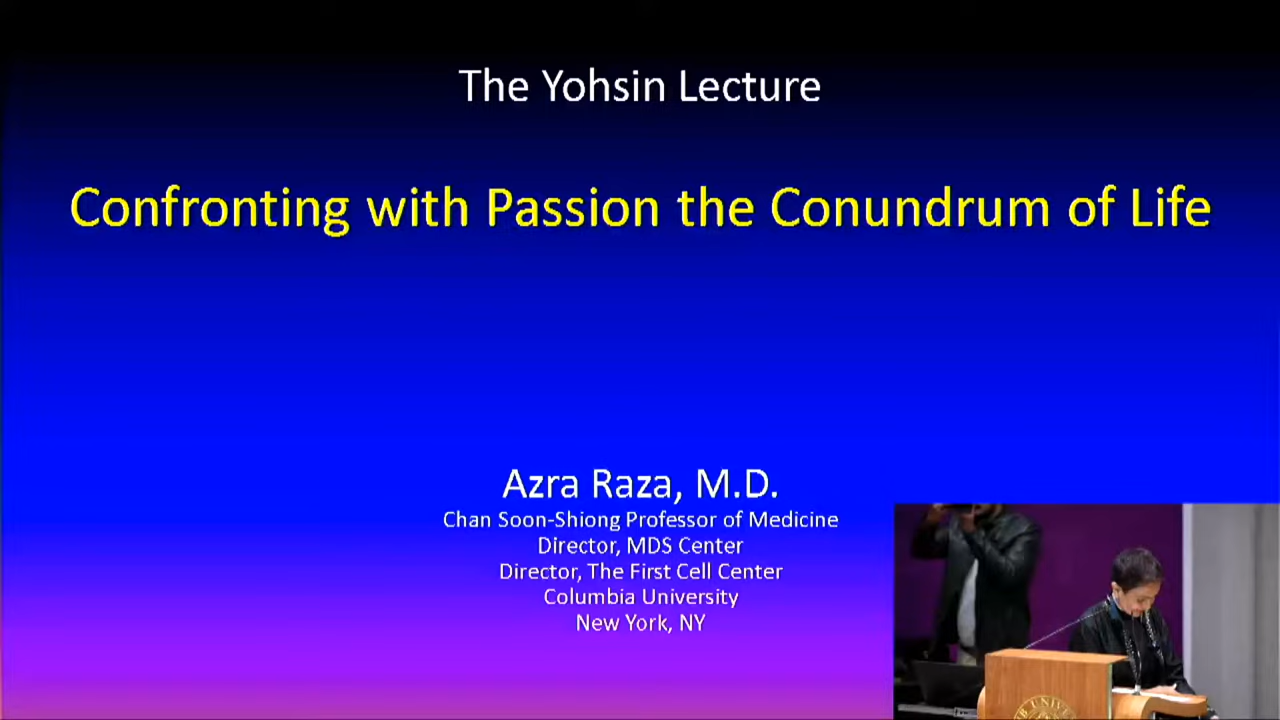 The Yohsin Lecture
Confronting with Passion the Conundrum of Life
Azra Raza, M.D.
Chan Soon-Shiong Professor of Medicine
Director, MDS Center
Director, The First Cell Center
Columbia University
New York, NY